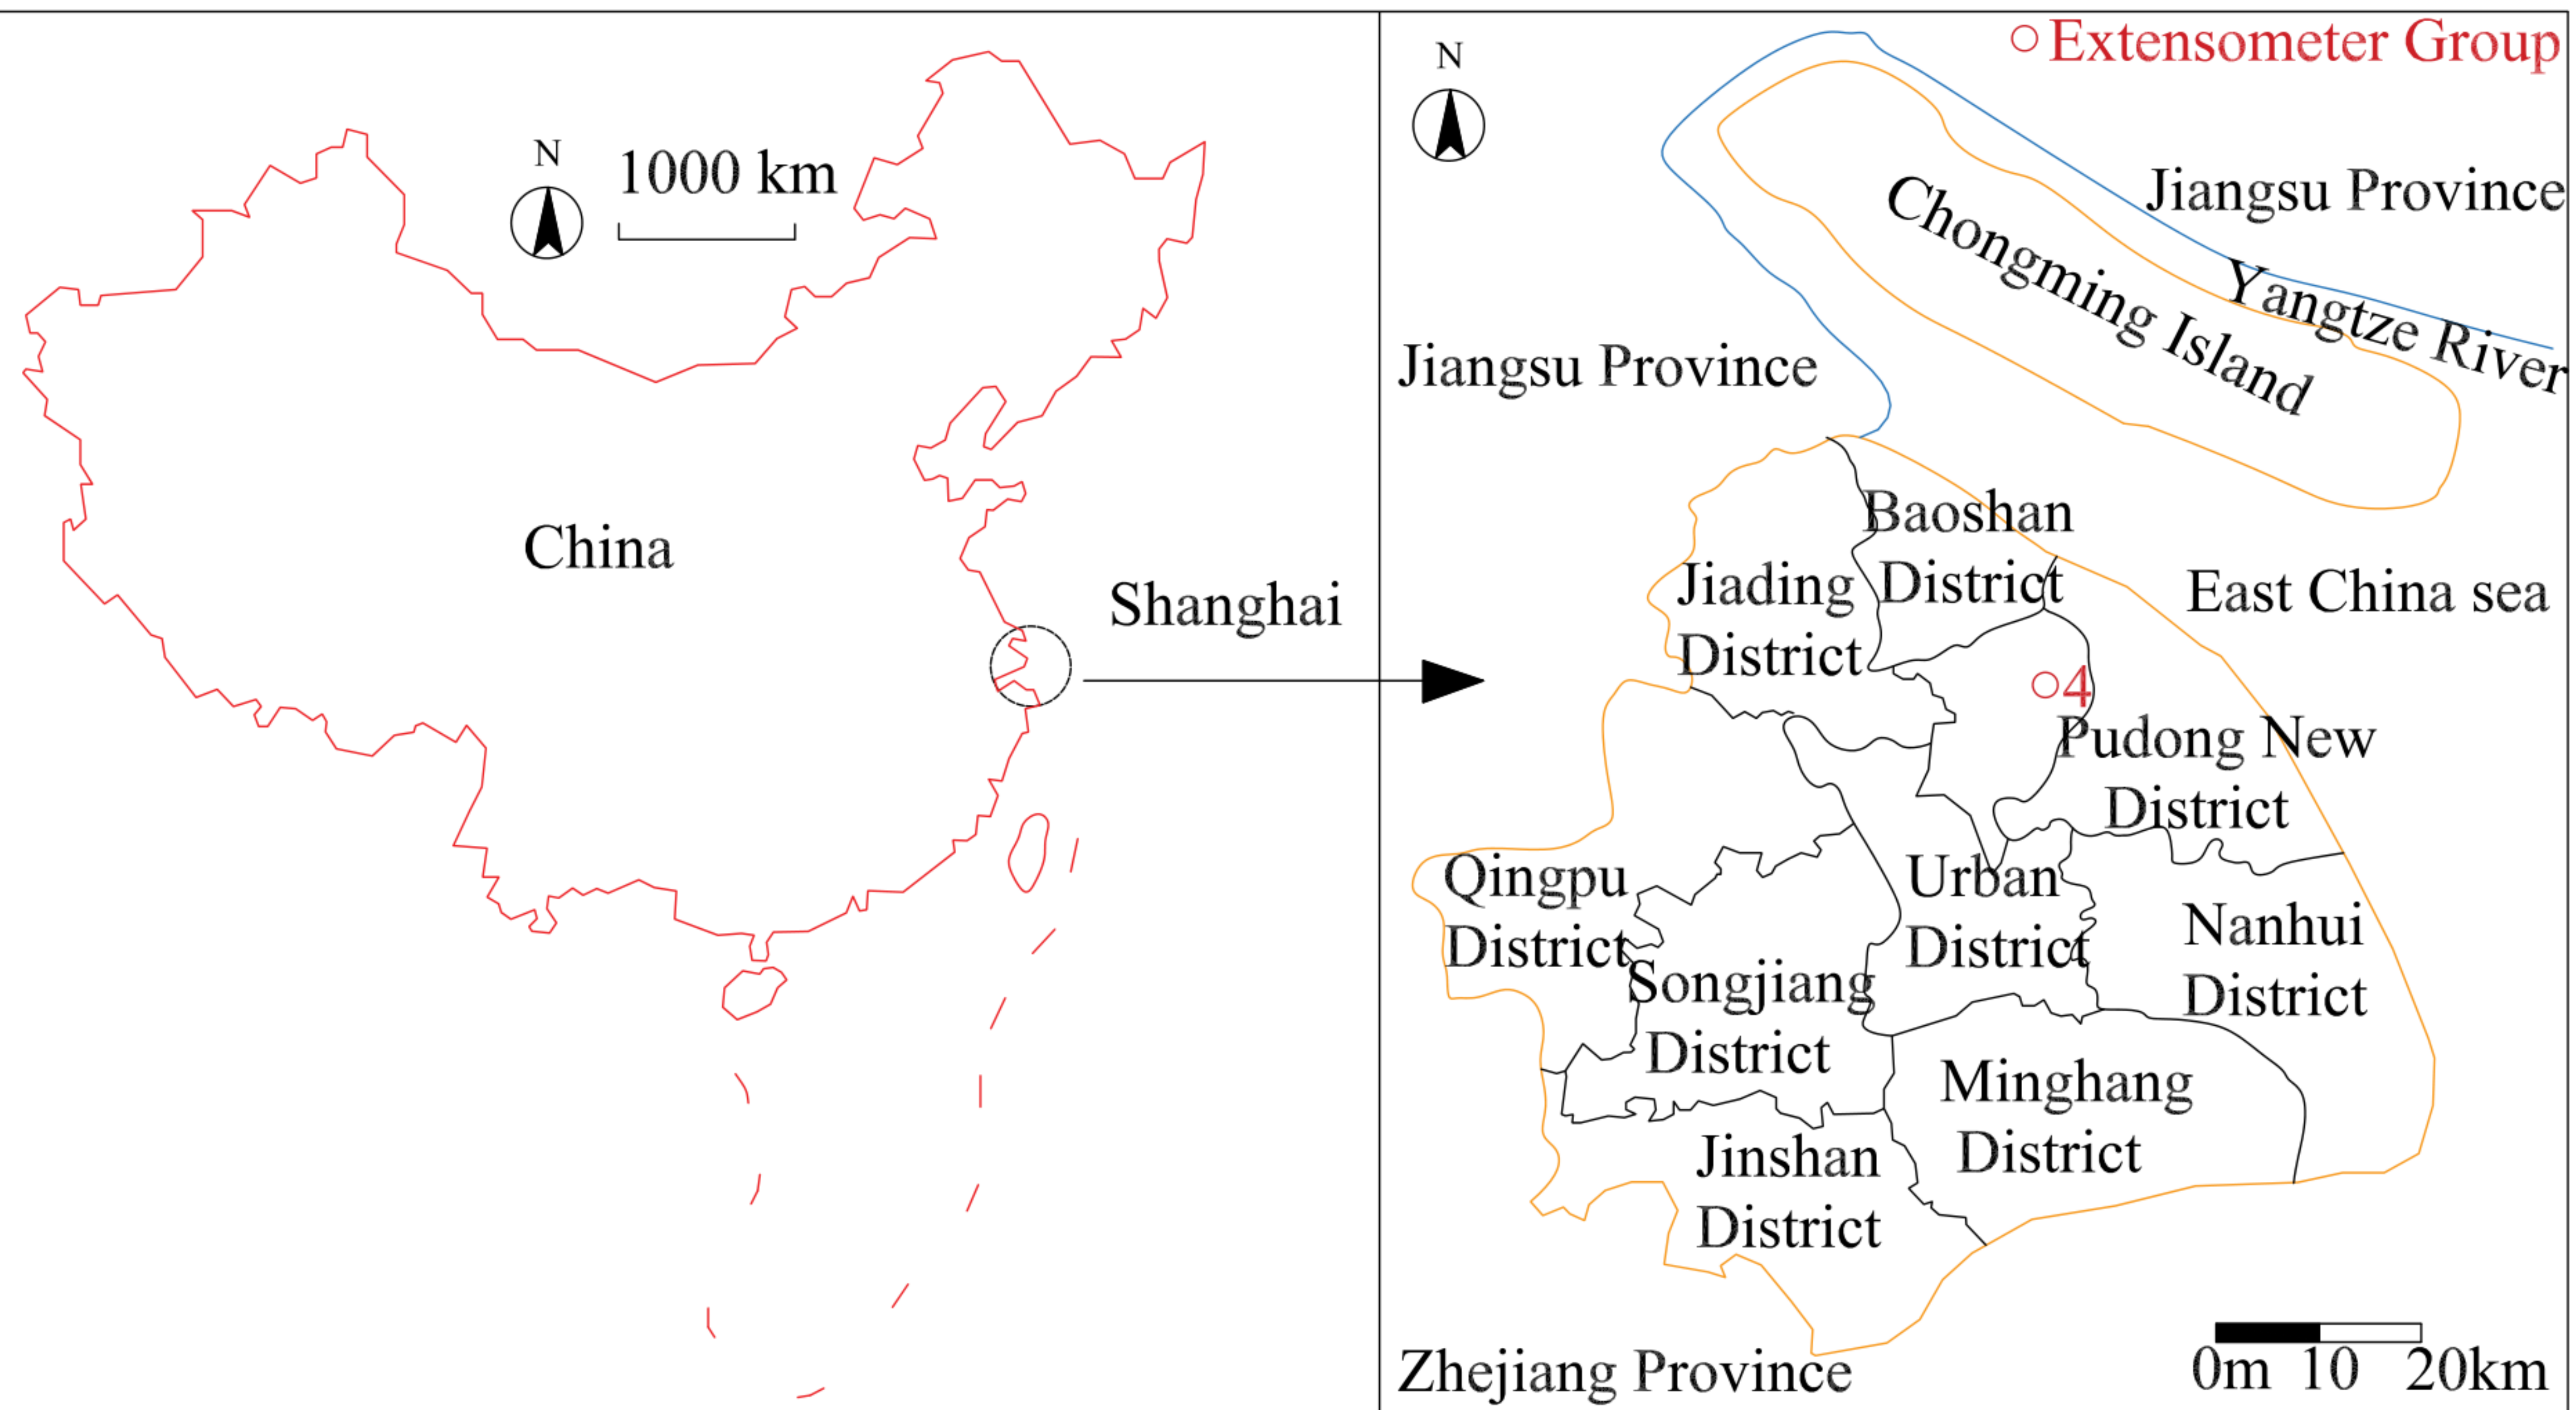 N
1000 km
China
Shanghai
Extensometer Group
N
Jiangsu Province
Chongming Island
Yangtze River
Jiangsu Province
Baoshan
District
Jiading
District
East China sea
4
Pudong New
District
Qingpu
District
Urban
District
Nanhui
District
Songjiang
District
Minghang
District
Jinshan
District
Zhejiang Province
0m 10 20km